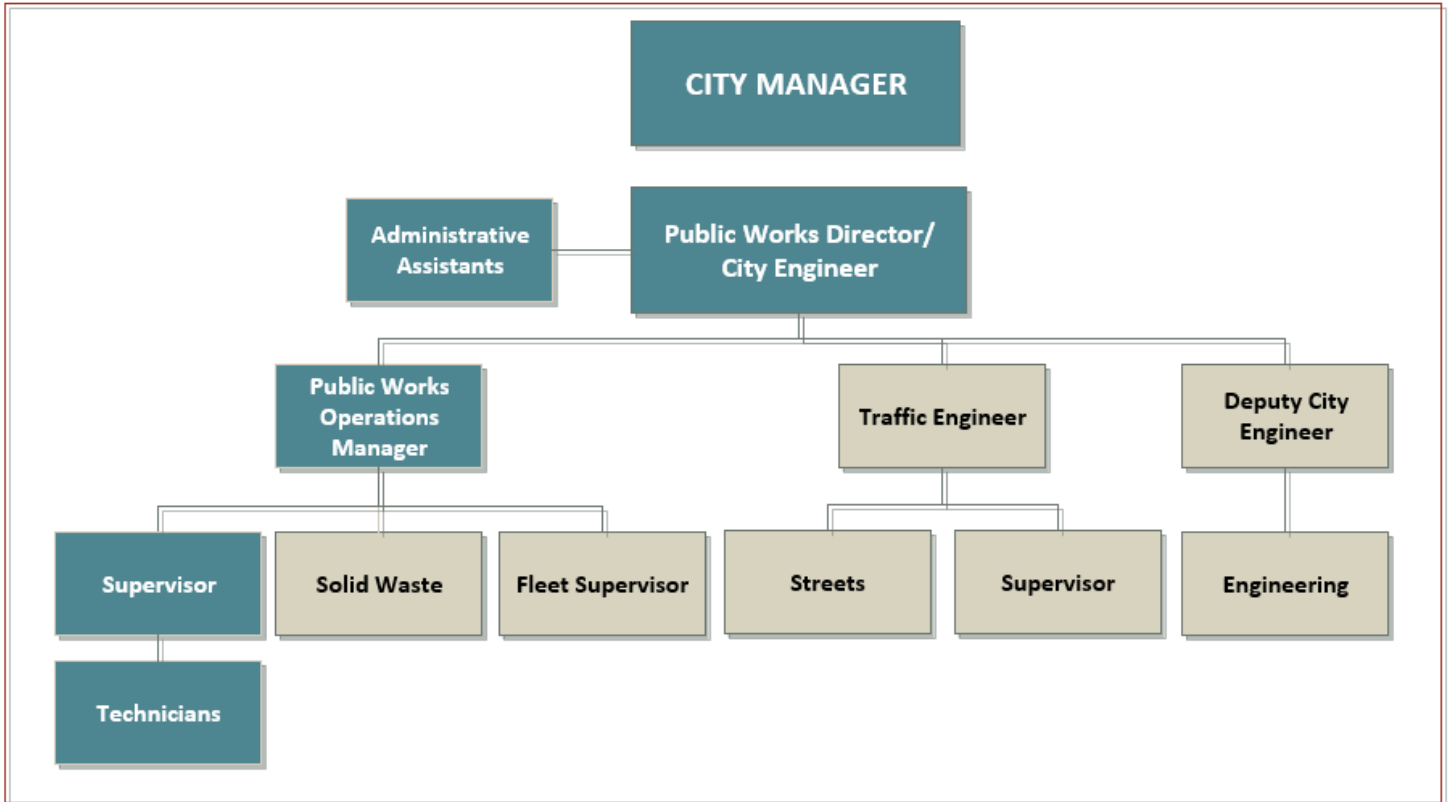 CITY MANAGER
Administrative
Assistants
Public Works Director/
City Engineer
Public Works
Operations
Manager
Traffic Engineer
Deputy City
Engineer
Supervisor
Solid Waste
Fleet Supervisor
Streets
Supervisor
Engineering
Technicians